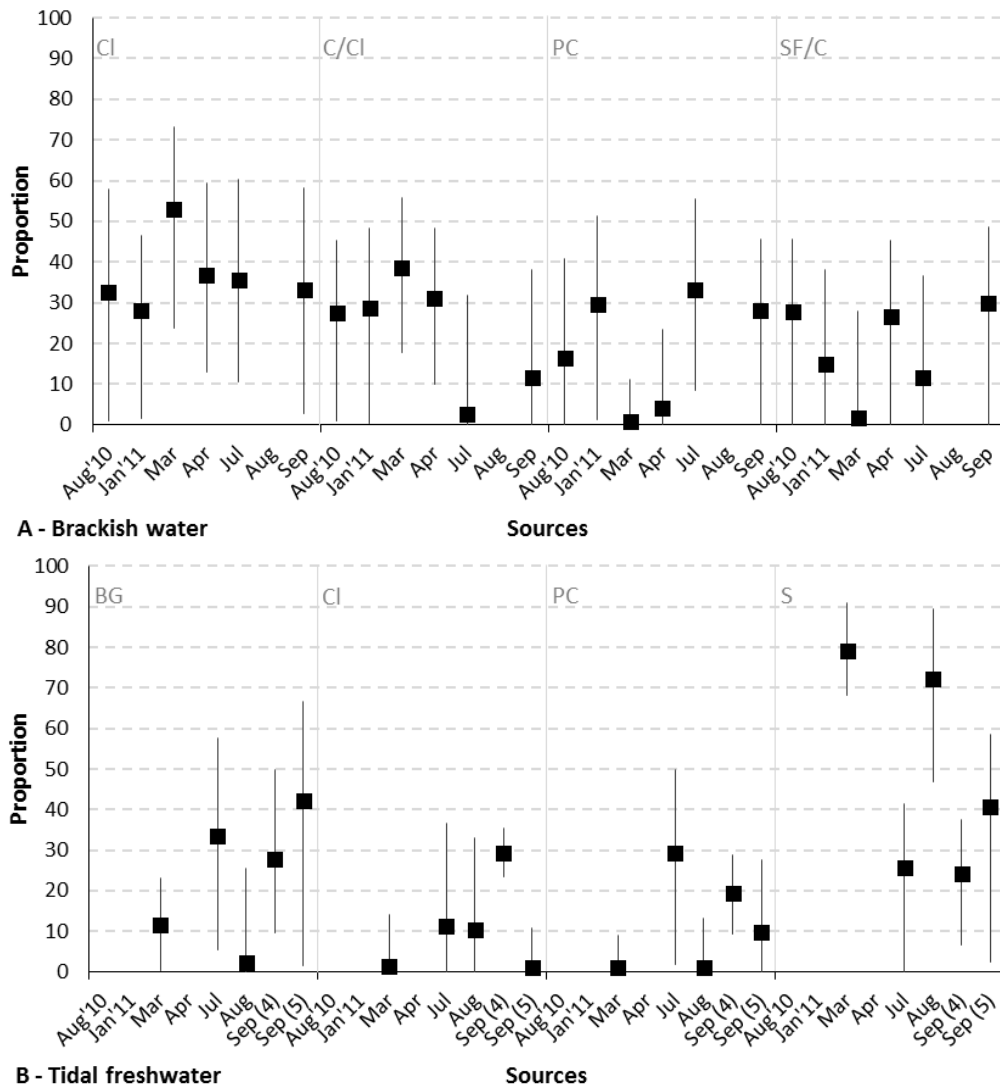 100
90
80
70
60
50
40
30
20
10
0
Proportion
Cl C/Cl PC SF/C
Aug'10 Jan'11 Mar Apr Jul Aug Sep Aug'10 Jan'11 Mar Apr Jul Aug Sep Aug'10 Jan'11 Mar Apr Jul Aug Sep Aug'10 Jan'11 Mar Apr Jul Aug Sep
A - Brackish water Sources
100
90
80
70
60
50
40
30
20
10
0
Proportion
BG Cl PC S
Aug'10 Jan'11 Mar Apr Jul Aug Sep (4) Sep (5) Aug'10 Jan'11 Mar Apr Jul Aug Sep (4) Sep (5) Aug'10 Jan'11 Mar Apr Jul Aug Sep (4) Sep (5) Aug'10 Jan'11 Mar Apr Jul Aug Sep (4) Sep (5)
B - Tidal freshwater Sources